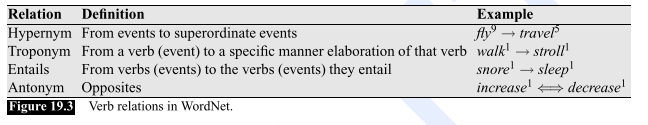 Relation Definition Example
Hypernym From events to superordinate events fly⁹ → travel⁵
Troponym From a verb (event) to a specific manner elaboration of that verb walk¹ → stroll¹
Entails From verbs (events) to the verbs (events) they entail snore¹ → sleep¹
Antonym Opposites increase¹ ⟺ decrease¹
Figure 19.3 Verb relations in WordNet.